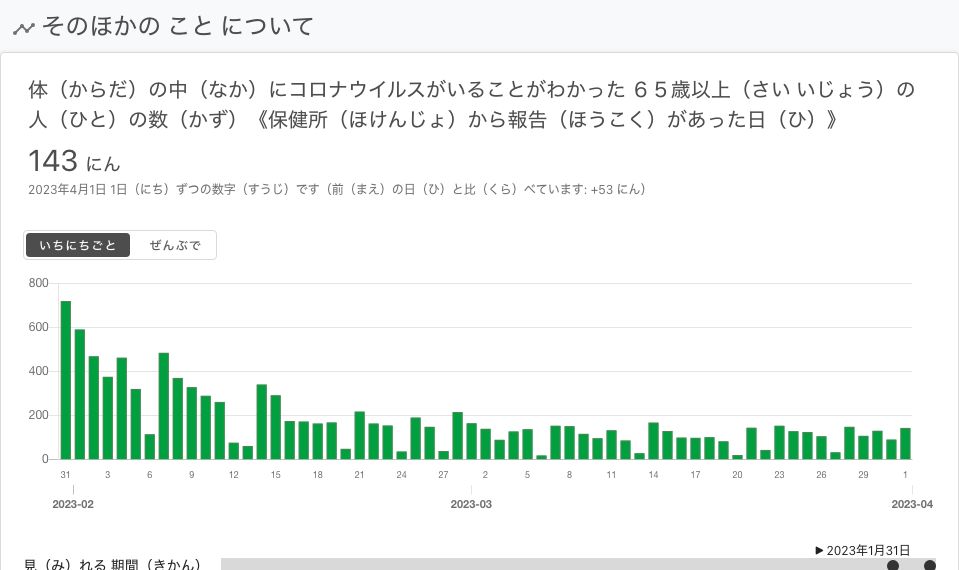 そのほかの こと について
体（からだ）の中（なか）にコロナウイルスがいることがわかった ６５歳以上（さい いじょう）の
人（ひと）の数（かず）《保健所（ほけんじょ）から報告（ほうこく）があった日（ひ）》
143 にん
2023年4月1日 1日（にち）ずつの数字（すうじ）です（前（まえ）の日（ひ）と比（くら）べています: +53 にん）
いちにちごと ぜんぶで
800
600
400
200
0
31 3 6 9 12 15 18 21 24 27 2 5 8 11 14 17 20 23 26 29 1
2023-02 2023-03 2023-04
▶ 2023年1月31日
見（み）れる 期間（きかん）